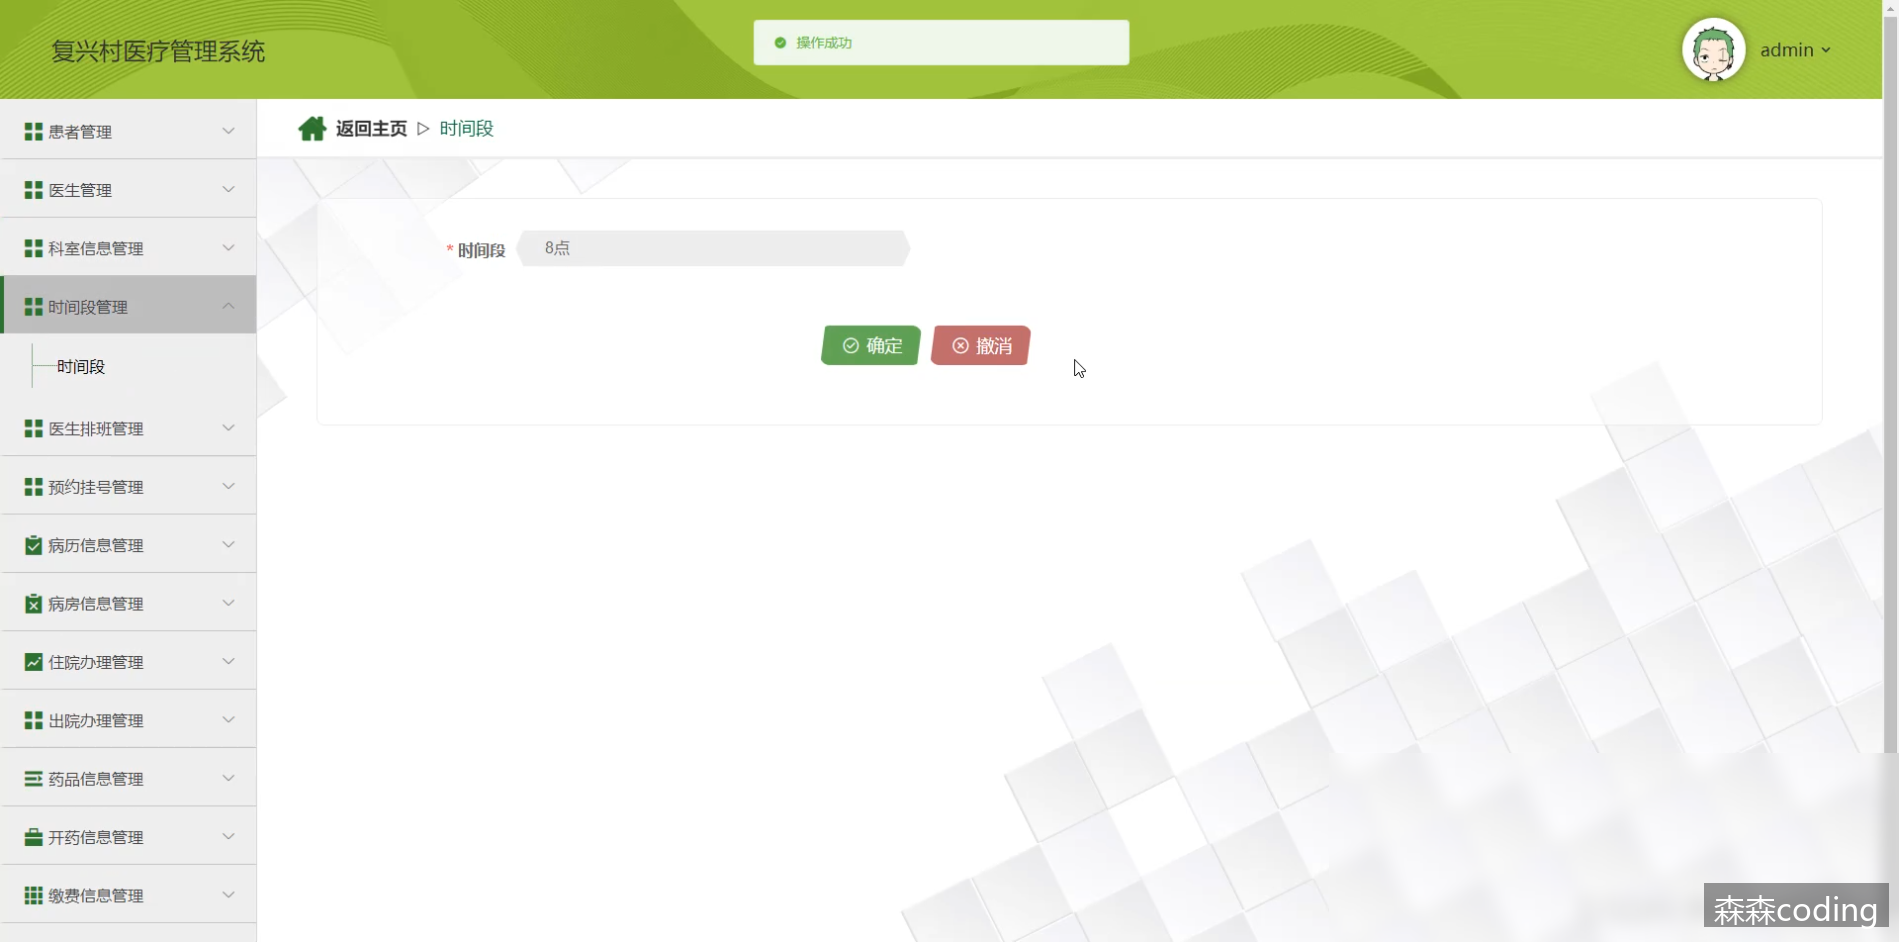 复兴村医疗管理系统
操作成功
admin
患者管理
医生管理
科室信息管理
时间段管理
时间段
医生排班管理
预约挂号管理
病历信息管理
病房信息管理
住院办理管理
出院办理管理
药品信息管理
开药信息管理
缴费信息管理
返回主页 ▷ 时间段
* 时间段 8点
确定 撤消
森森coding